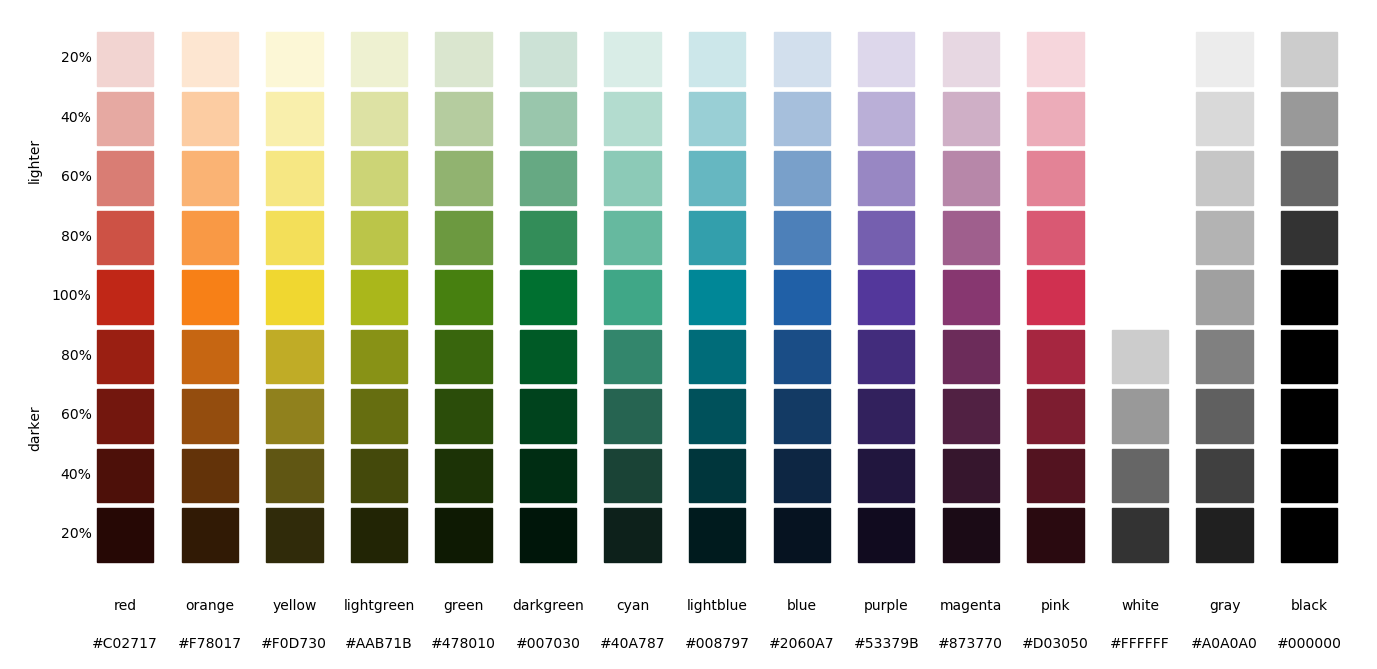 20%
40%
lighter
60%
80%
100%
80%
60%
darker
40%
20%
red orange yellow lightgreen green darkgreen cyan lightblue blue purple magenta pink white gray black
#C02717 #F78017 #F0D730 #AAB71B #478010 #007030 #40A787 #008797 #2060A7 #53379B #873770 #D03050 #FFFFFF #A0A0A0 #000000